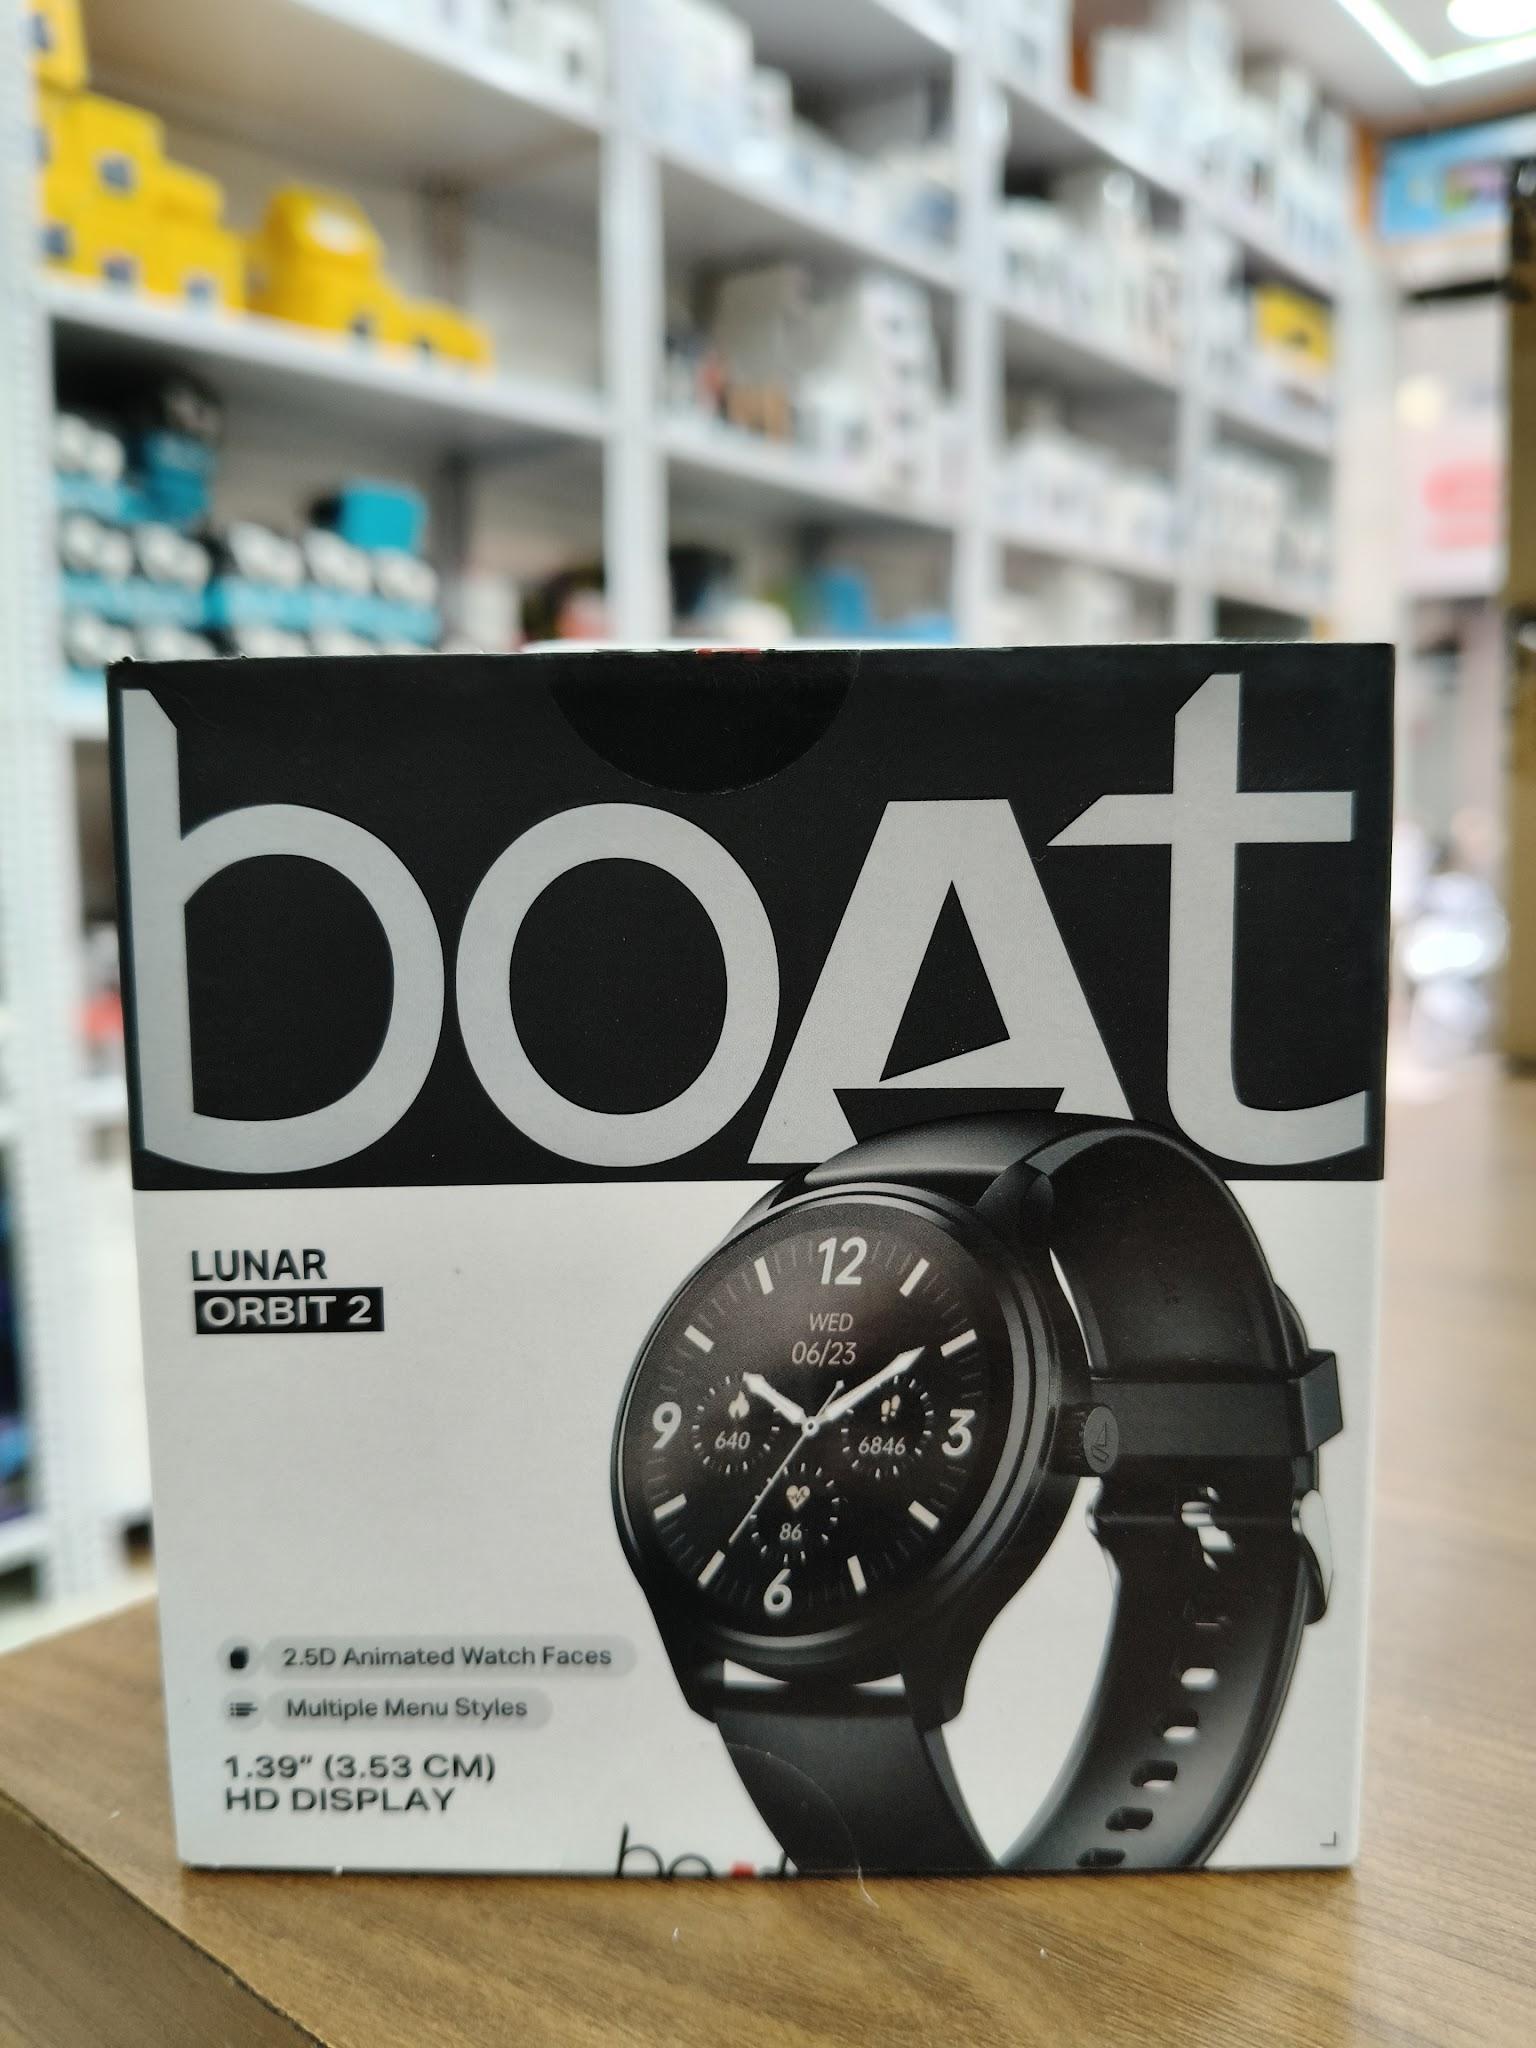 boAt
LUNAR
ORBIT 2
12
WED
06/23
9
640
6846
3
86
6
2.5D Animated Watch Faces
Multiple Menu Styles
1.39" (3.53 CM)
HD DISPLAY
boat